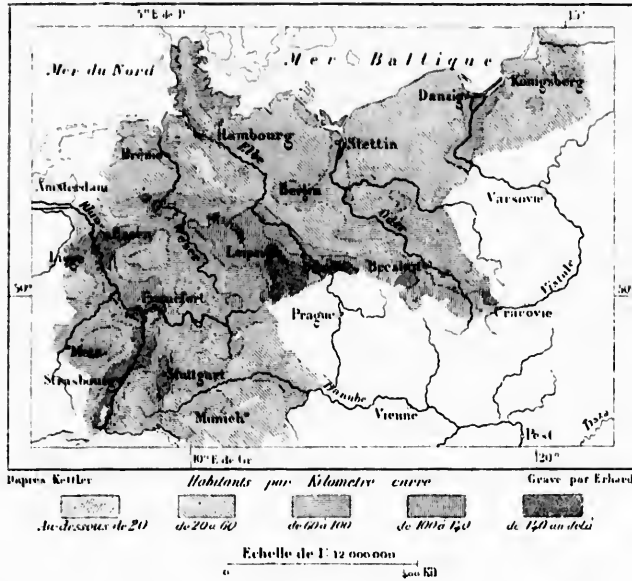 5° E de P.
15°
Mer du Nord
Mer Baltique
Danzig
Königsberg
Hambourg
Stettin
Brême
Elbe
Berlin
Amsterdam
Varsovie
Oder
Weser
Liége
Leipzig
Breslau
Vistule
50°
50°
Francfort
Prague
Cracovie
Metz
Strasbourg
Stuttgart
Danube
Munich
Vienne
Pest
Tisza
10° E de Gr
20°
D'après Kettler
Habitants par Kilomètre carré
Gravé par Erhard
Au-dessous de 20
de 20 à 60
de 60 à 100
de 100 à 140
de 140 au delà
Echelle de 1: 12 000 000
0
400 Kil